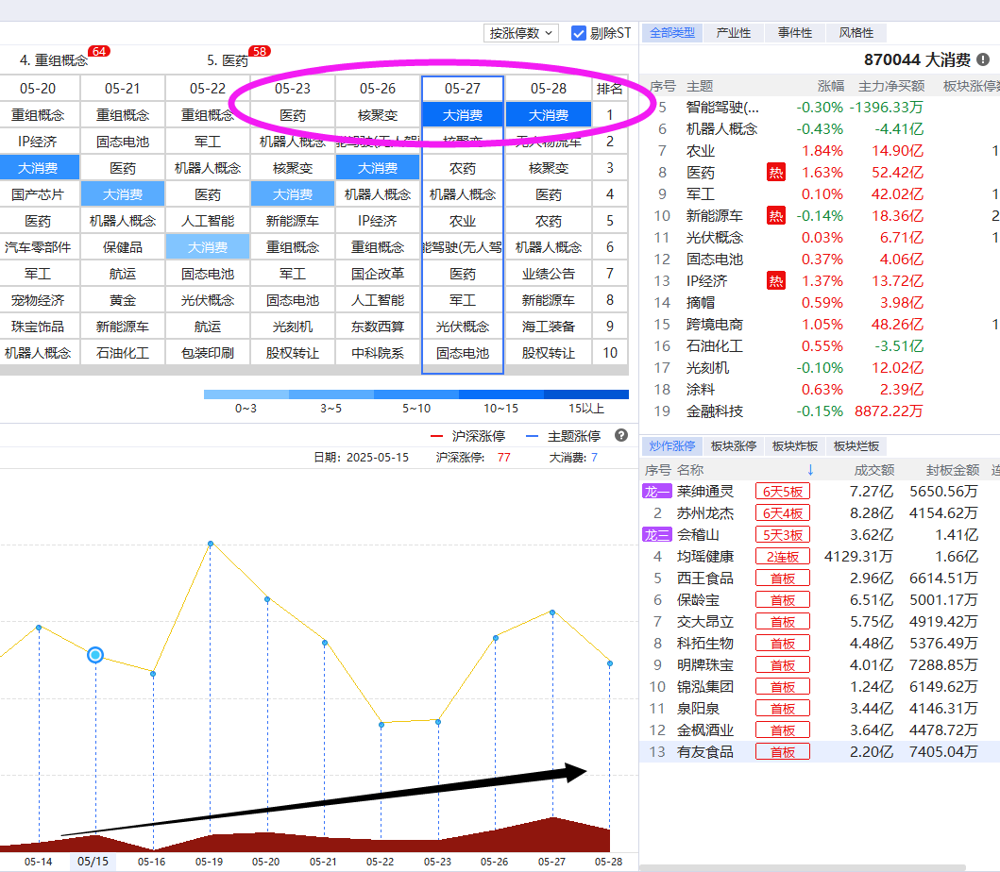 按涨停数 剔除ST
全部类型 产业性 事件性 风格性
4. 重组概念 64 5. 医药 58
870044 大消费
05-20 05-21 05-22 05-23 05-26 05-27 05-28 排名
重组概念 重组概念 重组概念 医药 核聚变 大消费 大消费 1
IP经济 固态电池 军工 机器人概念 能驾驶(无人驾 核聚变 无人物流车 2
大消费 医药 机器人概念 核聚变 大消费 农药 核聚变 3
国产芯片 大消费 医药 大消费 机器人概念 机器人概念 医药 4
医药 机器人概念 人工智能 新能源车 IP经济 农业 农药 5
汽车零部件 保健品 大消费 重组概念 重组概念 能驾驶(无人驾 机器人概念 6
军工 航运 固态电池 军工 国企改革 医药 业绩公告 7
宠物经济 黄金 光伏概念 固态电池 人工智能 军工 新能源车 8
珠宝饰品 新能源车 航运 光刻机 东数西算 光伏概念 海工装备 9
机器人概念 石油化工 包装印刷 股权转让 中科院系 固态电池 股权转让 10
0~3 3~5 5~10 10~15 15以上
沪深涨停 主题涨停 ?
日期: 2025-05-15 沪深涨停: 77 大消费: 7
05-14 05/15 05-16 05-19 05-20 05-21 05-22 05-23 05-26 05-27 05-28
序号 主题 涨幅 主力净买额 板块涨停
5 智能驾驶(... -0.30% -1396.33万
6 机器人概念 -0.43% -4.41亿
7 农业 1.84% 14.90亿 1
8 医药 热 1.63% 52.42亿
9 军工 0.10% 42.02亿 1
10 新能源车 热 -0.14% 18.36亿 2
11 光伏概念 0.03% 6.71亿 1
12 固态电池 0.37% 4.06亿
13 IP经济 热 1.37% 13.72亿
14 摘帽 0.59% 3.98亿
15 跨境电商 1.05% 48.26亿 1
16 石油化工 0.55% -3.51亿
17 光刻机 -0.10% 12.02亿
18 涂料 0.63% 2.39亿
19 金融科技 -0.15% 8872.22万
炒作涨停 板块涨停 板块炸板 板块烂板
序号 名称 ↓ 成交额 封板金额 连
龙一 莱绅通灵 6天5板 7.27亿 5650.56万
2 苏州龙杰 6天4板 8.28亿 4154.62万
龙三 会稽山 5天3板 3.62亿 1.41亿
4 均瑶健康 2连板 4129.31万 1.66亿
5 西王食品 首板 2.96亿 6614.51万
6 保龄宝 首板 6.51亿 5001.17万
7 交大昂立 首板 5.75亿 4919.42万
8 科拓生物 首板 4.48亿 5376.49万
9 明牌珠宝 首板 4.01亿 7288.85万
10 锦泓集团 首板 1.24亿 6149.62万
11 泉阳泉 首板 3.44亿 4146.31万
12 金枫酒业 首板 3.64亿 4478.72万
13 有友食品 首板 2.20亿 7405.04万